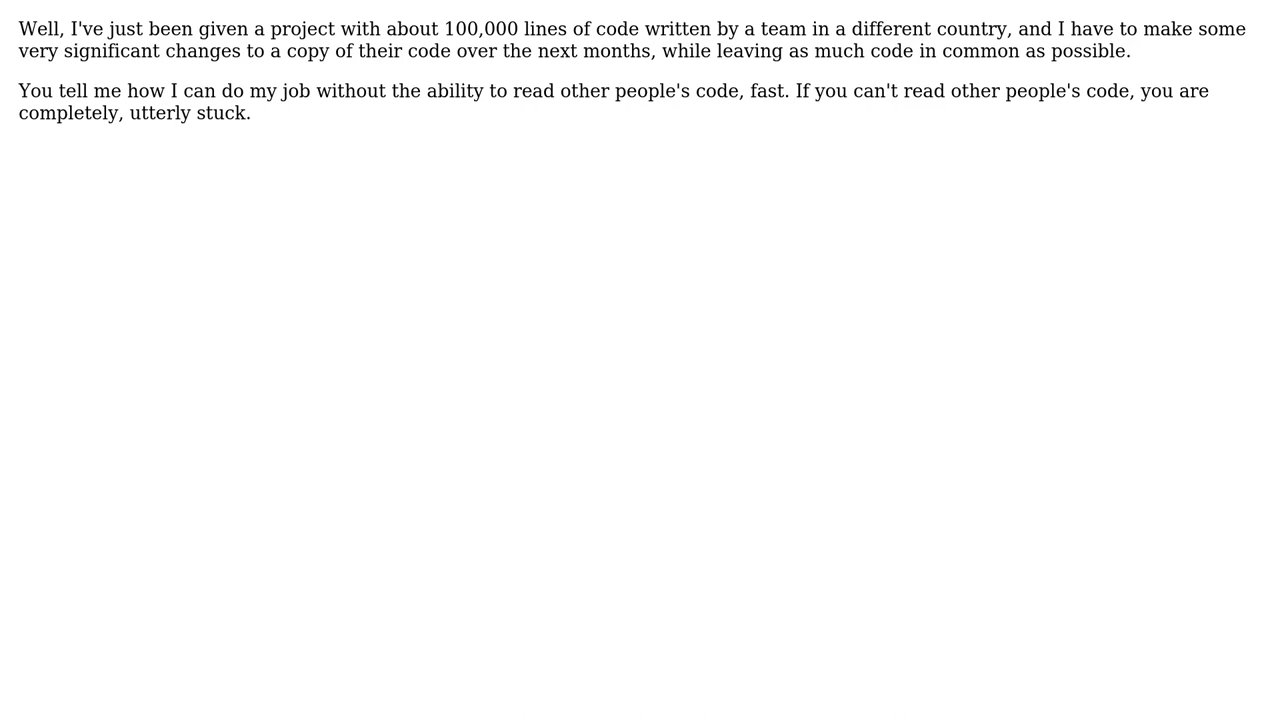 Well, I've just been given a project with about 100,000 lines of code written by a team in a different country, and I have to make some
very significant changes to a copy of their code over the next months, while leaving as much code in common as possible.
You tell me how I can do my job without the ability to read other people's code, fast. If you can't read other people's code, you are
completely, utterly stuck.